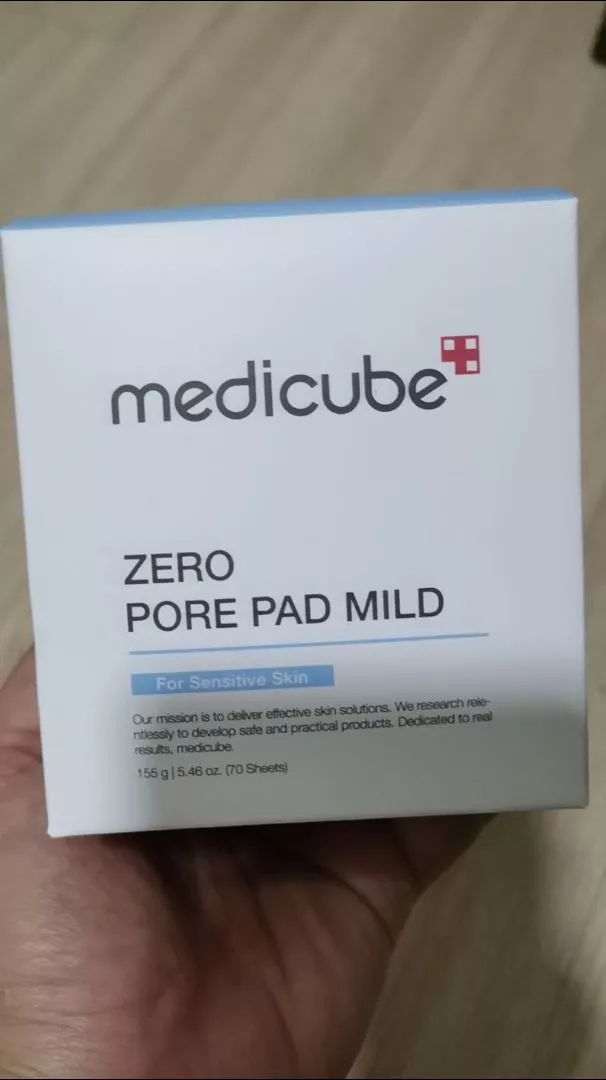 medicube
ZERO
PORE PAD MILD
For Sensitive Skin
Our mission is to deliver effective skin solutions. We research rele-
ntlessly to develop safe and practical products. Dedicated to real
results, medicube.
155 g | 5.46 oz. (70 Sheets)